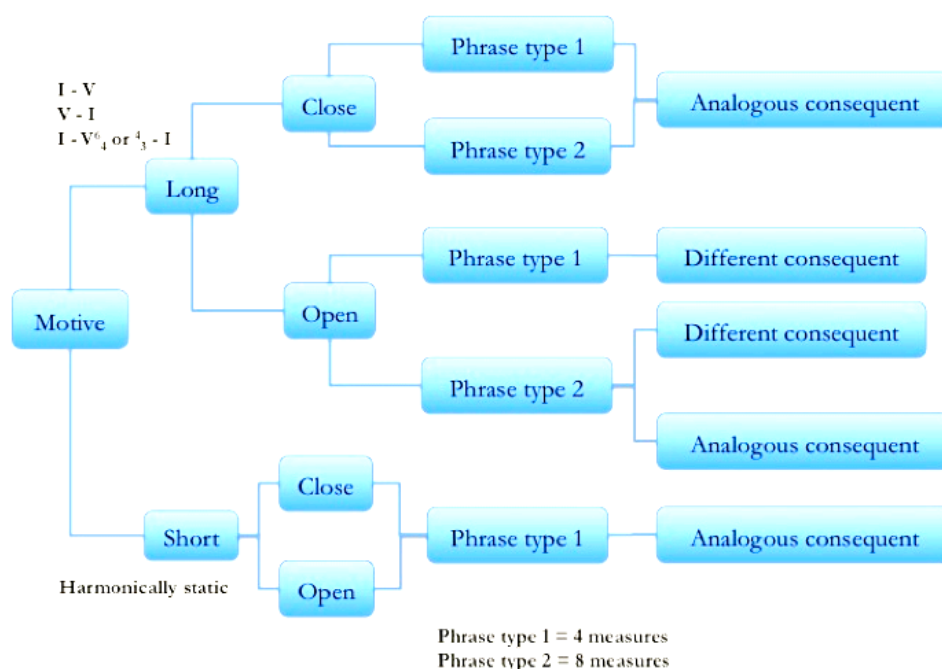 Phrase type 1
I - V
V - I
I - V⁶₄ or ⁴₃ - I
Close
Analogous consequent
Phrase type 2
Long
Phrase type 1
Different consequent
Motive
Open
Different consequent
Phrase type 2
Analogous consequent
Close
Short
Phrase type 1
Analogous consequent
Harmonically static
Open
Phrase type 1 = 4 measures
Phrase type 2 = 8 measures